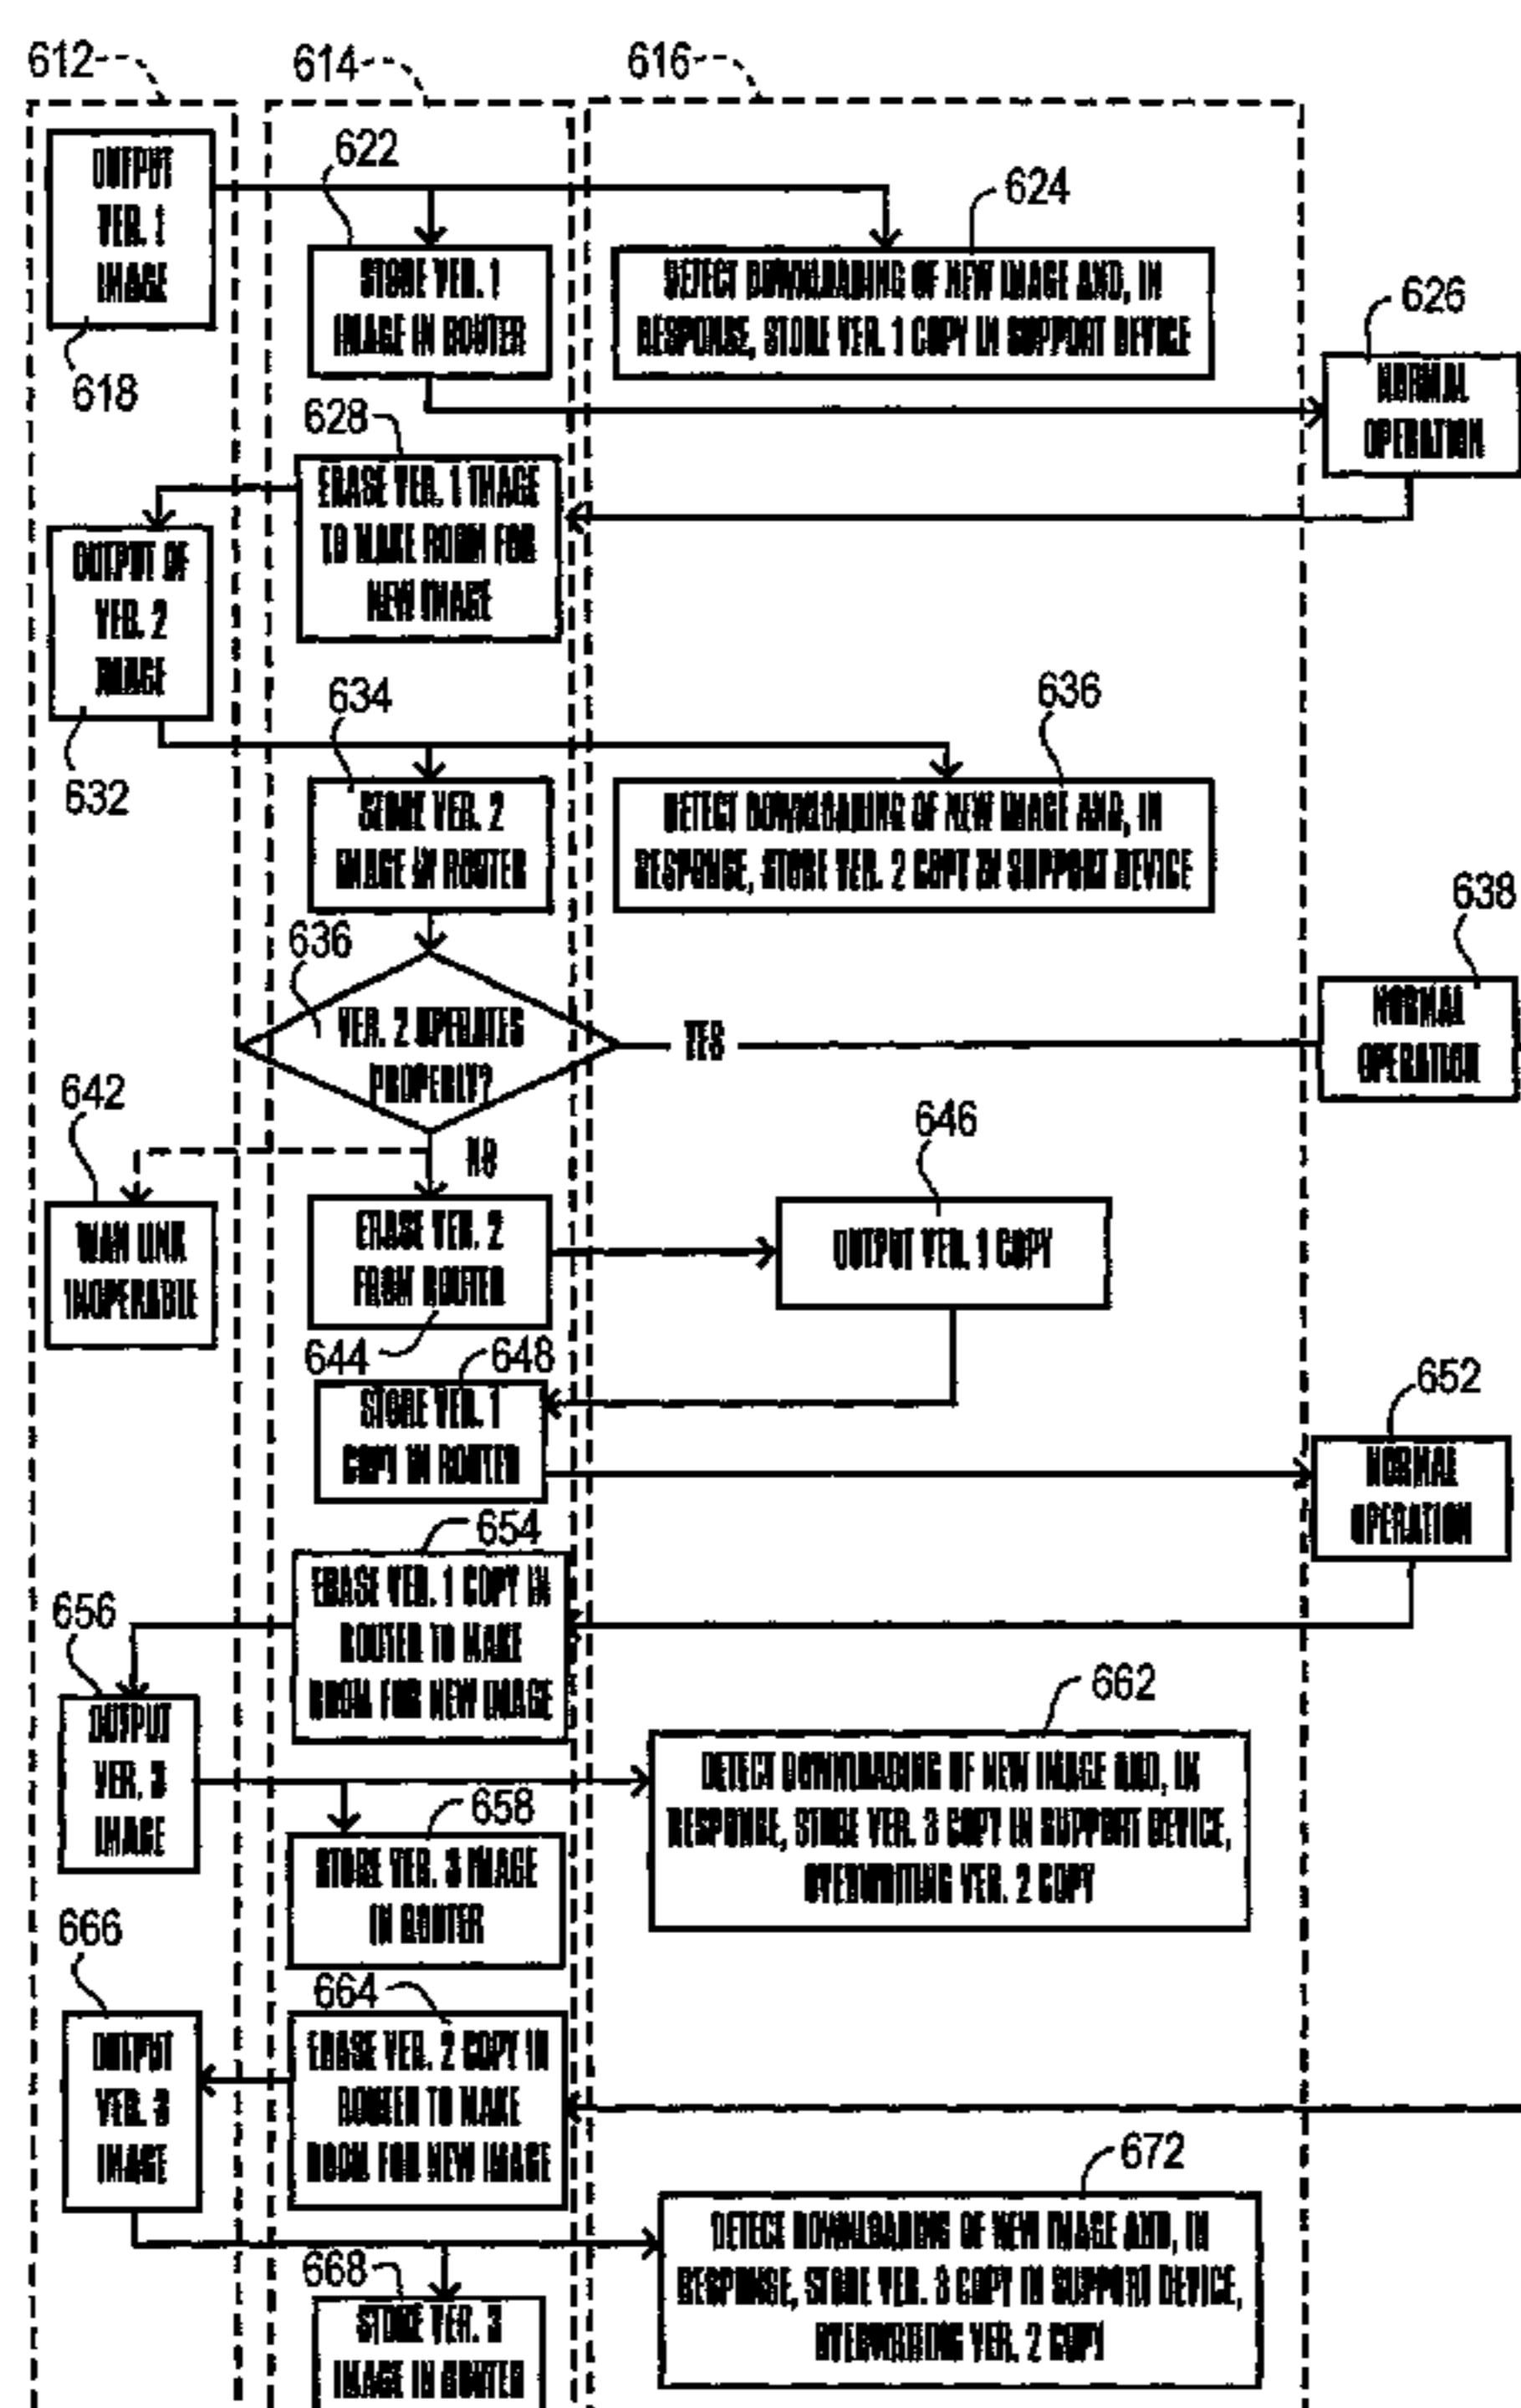 612
614
616
OUTPUT
VER. 1
IMAGE
618
622
STORE VER. 1
IMAGE IN ROUTER
624
DETECT DOWNLOADING OF NEW IMAGE AND, IN
RESPONSE, STORE VER. 1 COPY IN SUPPORT DEVICE
626
NORMAL
OPERATION
628
ERASE VER. 1 IMAGE
TO MAKE ROOM FOR
NEW IMAGE
OUTPUT OF
VER. 2
IMAGE
632
634
STORE VER. 2
IMAGE IN ROUTER
636
DETECT DOWNLOADING OF NEW IMAGE AND, IN
RESPONSE, STORE VER. 2 COPY IN SUPPORT DEVICE
636
VER. 2 OPERATES
PROPERLY?
YES
638
NORMAL
OPERATION
NO
642
WAN LINK
INOPERABLE
ERASE VER. 2
FROM ROUTER
644
646
OUTPUT VER. 1 COPY
648
STORE VER. 1
COPY IN ROUTER
652
NORMAL
OPERATION
654
ERASE VER. 1 COPY IN
ROUTER TO MAKE
ROOM FOR NEW IMAGE
656
OUTPUT
VER. 3
IMAGE
658
STORE VER. 3 IMAGE
IN ROUTER
662
DETECT DOWNLOADING OF NEW IMAGE AND, IN
RESPONSE, STORE VER. 3 COPY IN SUPPORT DEVICE,
OVERWRITING VER. 2 COPY
664
ERASE VER. 2 COPY IN
ROUTER TO MAKE
ROOM FOR NEW IMAGE
666
OUTPUT
VER. 3
IMAGE
668
STORE VER. 3
IMAGE IN ROUTER
672
DETECT DOWNLOADING OF NEW IMAGE AND, IN
RESPONSE, STORE VER. 3 COPY IN SUPPORT DEVICE,
OVERWRITING VER. 2 COPY